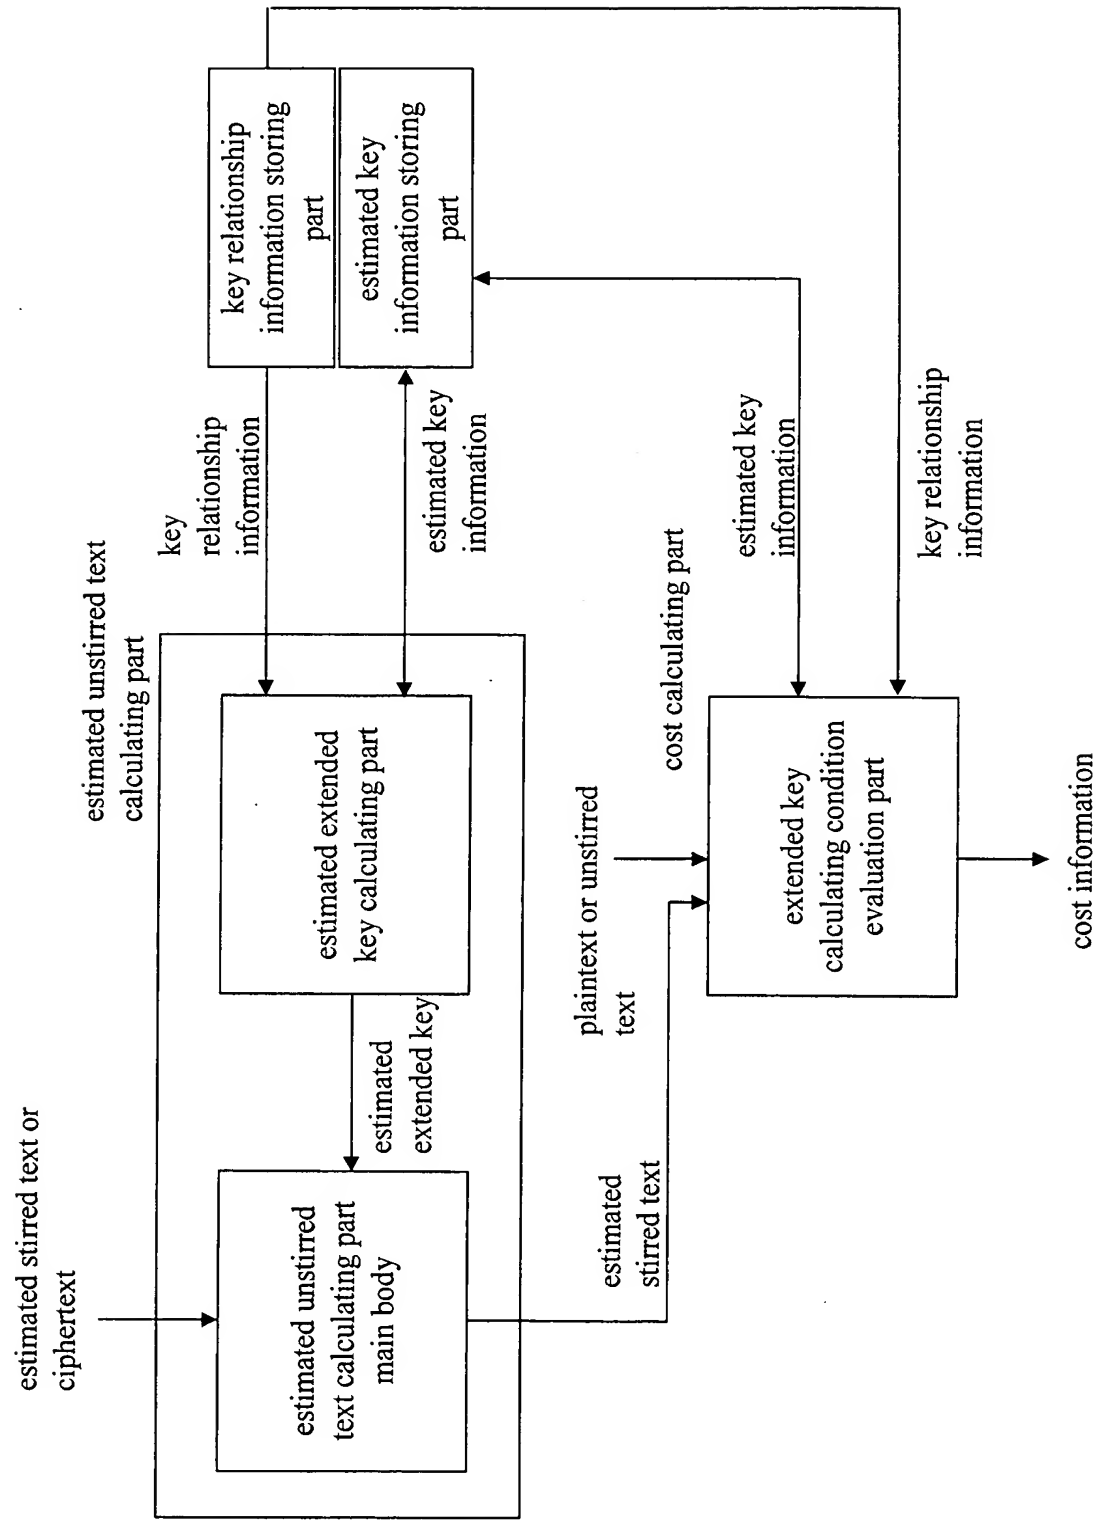 estimated stirred text or
ciphertext
estimated unstirred text
calculating part
estimated unstirred
text calculating part
main body
estimated
extended key
estimated extended
key calculating part
key
relationship
information
key relationship
information storing
part
estimated key
information
estimated key
information storing
part
estimated
stirred text
plaintext or unstirred
text
cost calculating part
estimated key
information
extended key
calculating condition
evaluation part
key relationship
information
cost information